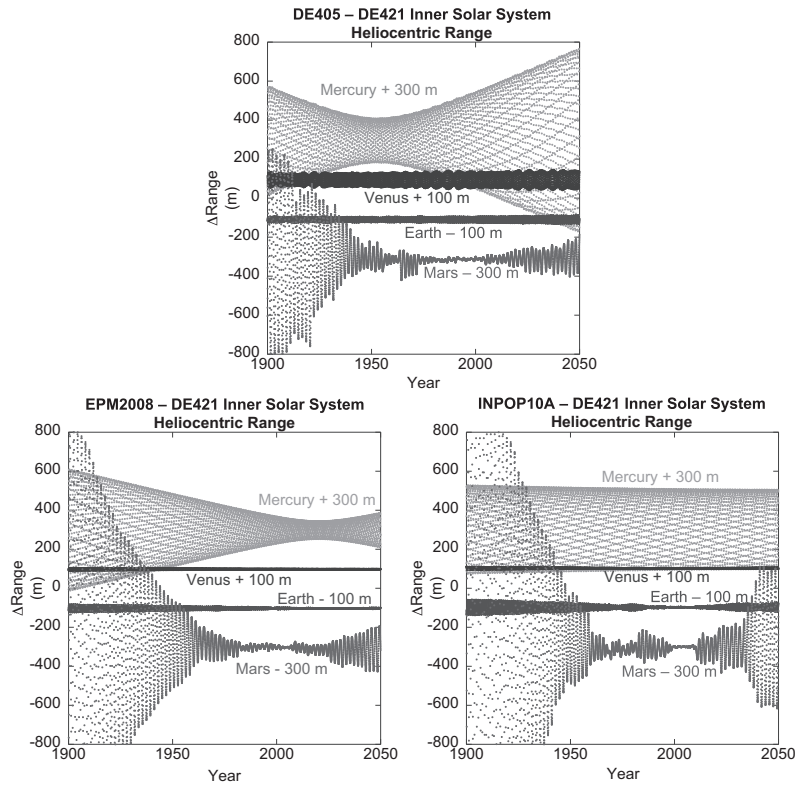 DE405 – DE421 Inner Solar System
Heliocentric Range
800
600
400
200
0
-200
-400
-600
-800
ΔRange
(m)
Mercury + 300 m
Venus + 100 m
Earth – 100 m
Mars – 300 m
1900
1950
2000
2050
Year
EPM2008 – DE421 Inner Solar System
Heliocentric Range
800
600
400
200
0
-200
-400
-600
-800
ΔRange
(m)
Mercury + 300 m
Venus + 100 m
Earth - 100 m
Mars - 300 m
1900
1950
2000
2050
Year
INPOP10A – DE421 Inner Solar System
Heliocentric Range
800
600
400
200
0
-200
-400
-600
-800
ΔRange
(m)
Mercury + 300 m
Venus + 100 m
Earth – 100 m
Mars – 300 m
1900
1950
2000
2050
Year